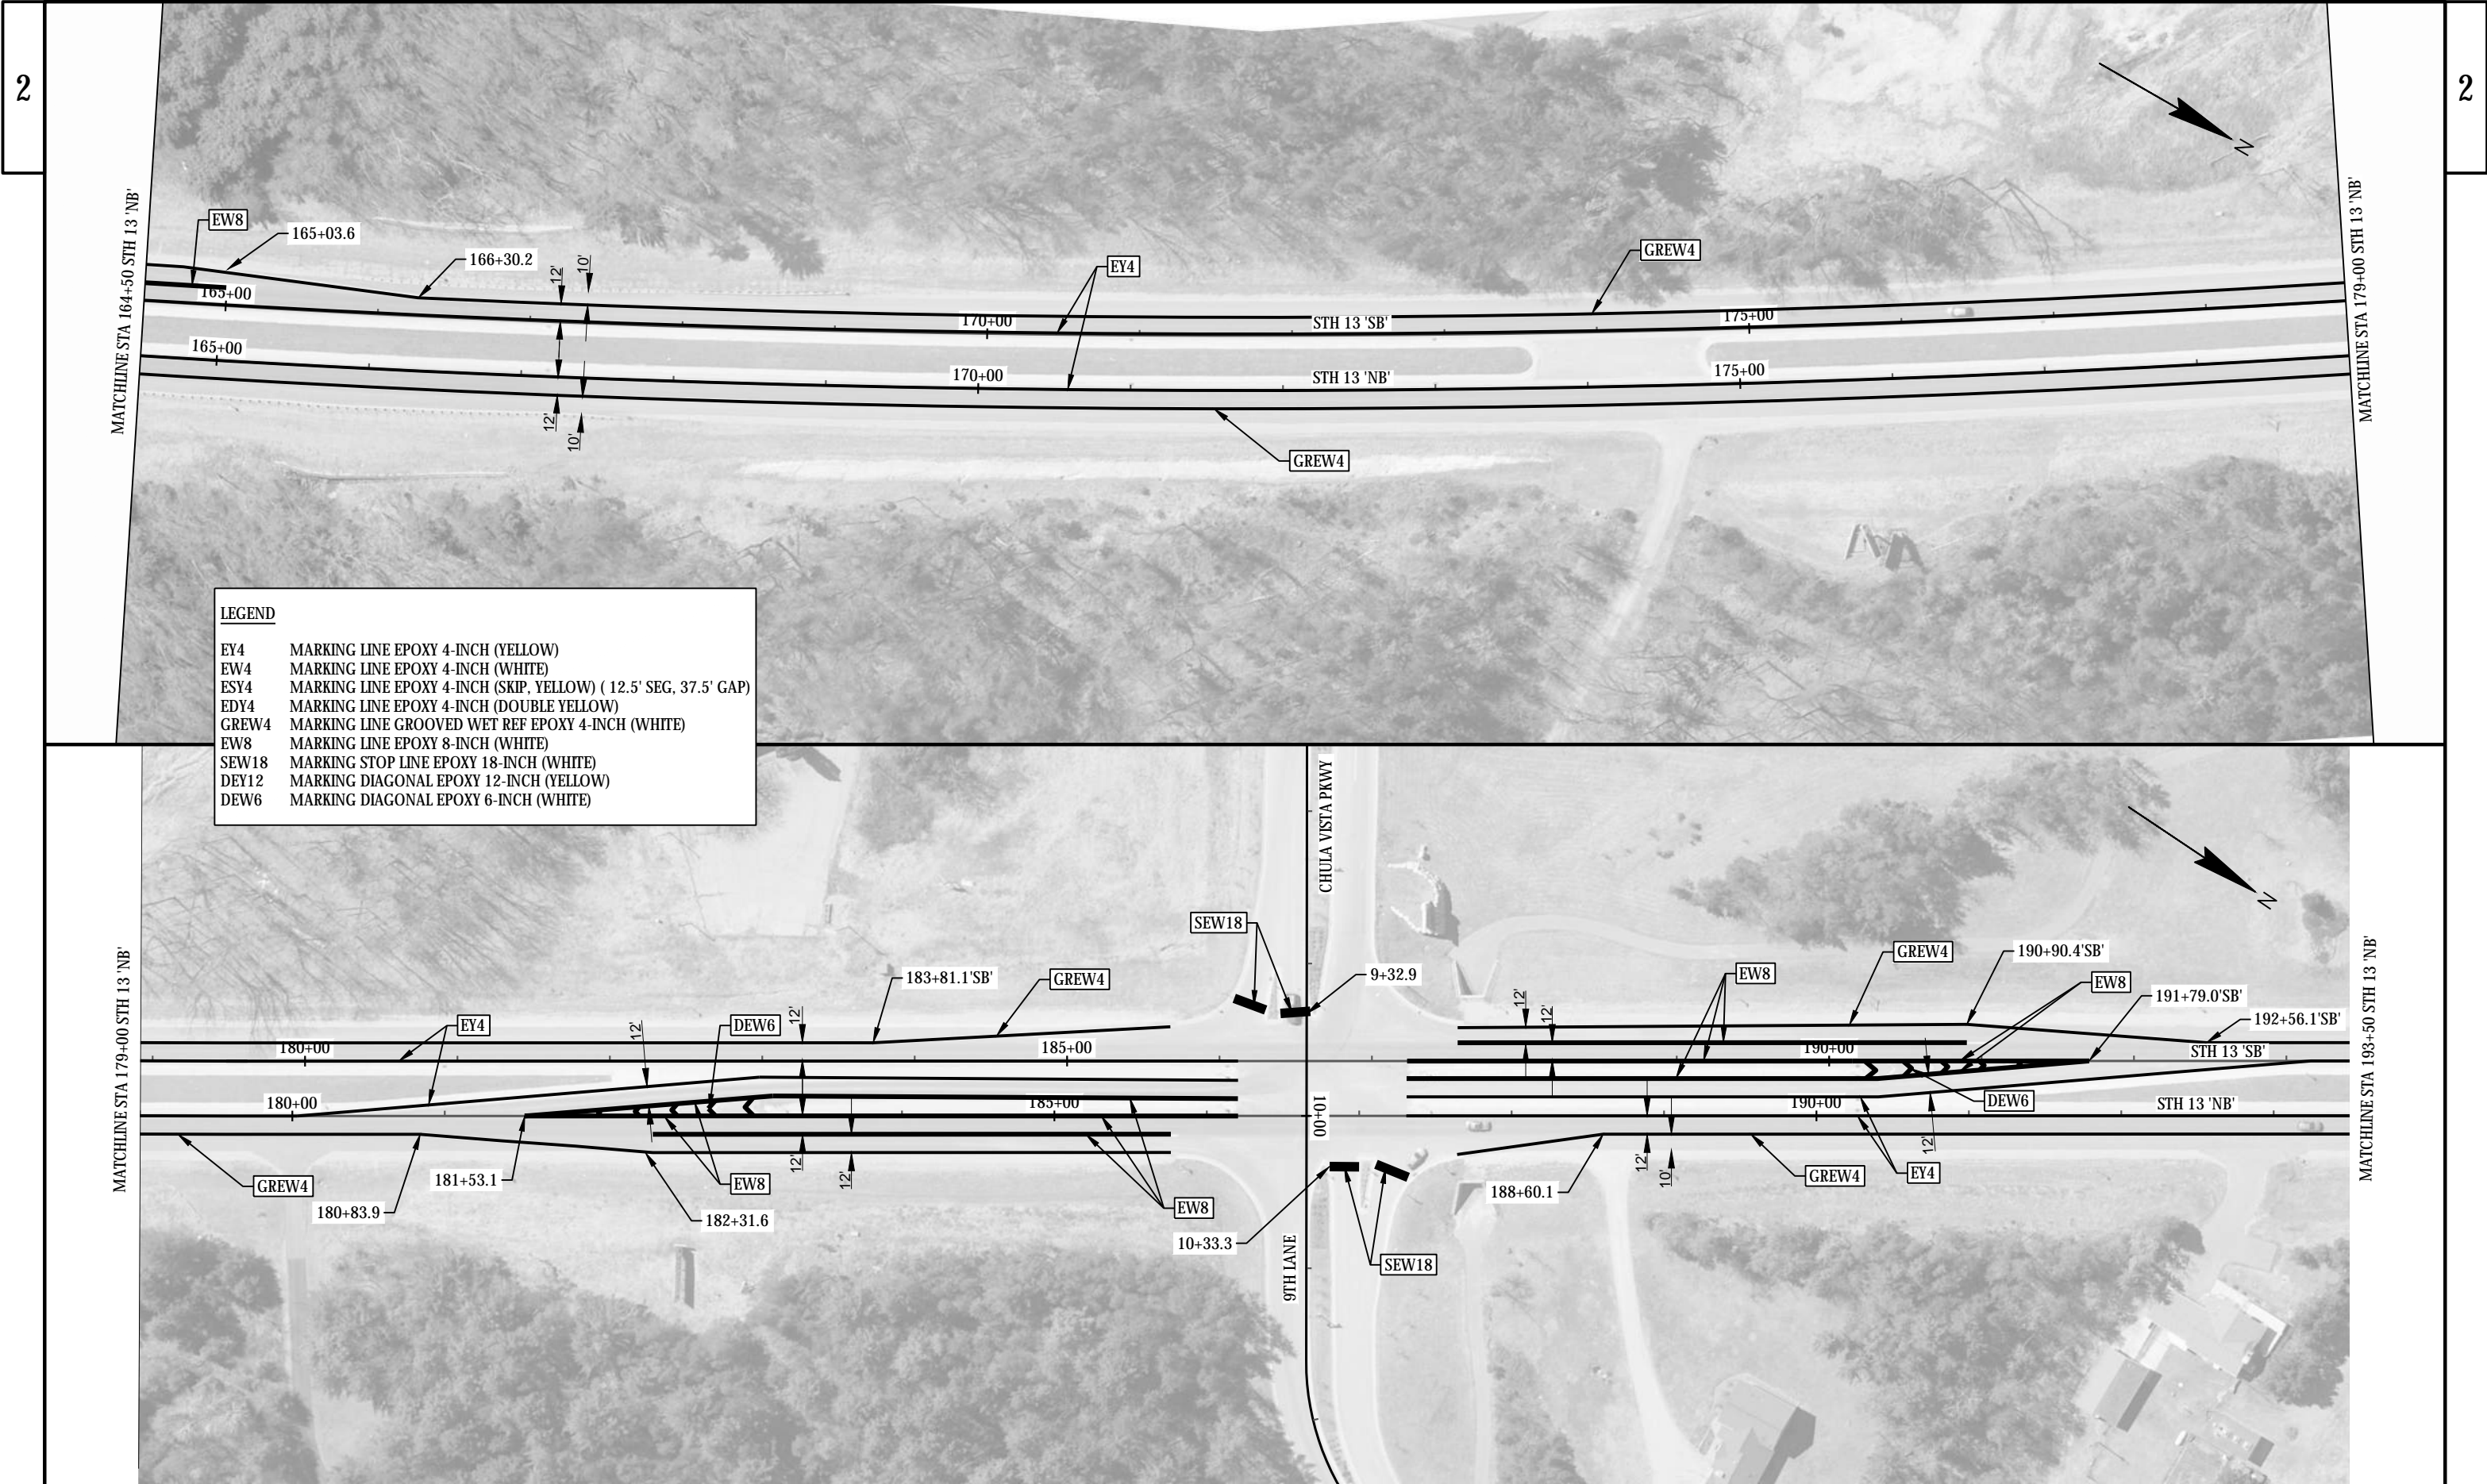 2
2
N
MATCHLINE STA 164+50 STH 13 'NB'
MATCHLINE STA 179+00 STH 13 'NB'
EW8
165+03.6
166+30.2
12'
10'
EY4
GREW4
165+00
170+00
STH 13 'SB'
175+00
165+00
170+00
STH 13 'NB'
175+00
12'
10'
GREW4
LEGEND
EY4 MARKING LINE EPOXY 4-INCH (YELLOW)
EW4 MARKING LINE EPOXY 4-INCH (WHITE)
ESY4 MARKING LINE EPOXY 4-INCH (SKIP, YELLOW) ( 12.5' SEG, 37.5' GAP)
EDY4 MARKING LINE EPOXY 4-INCH (DOUBLE YELLOW)
GREW4 MARKING LINE GROOVED WET REF EPOXY 4-INCH (WHITE)
EW8 MARKING LINE EPOXY 8-INCH (WHITE)
SEW18 MARKING STOP LINE EPOXY 18-INCH (WHITE)
DEY12 MARKING DIAGONAL EPOXY 12-INCH (YELLOW)
DEW6 MARKING DIAGONAL EPOXY 6-INCH (WHITE)
CHULA VISTA PKWY
N
MATCHLINE STA 179+00 STH 13 'NB'
MATCHLINE STA 193+50 STH 13 'NB'
SEW18
9+32.9
183+81.1'SB'
GREW4
EY4
12'
DEW6
12'
EW8
12'
12'
GREW4
190+90.4'SB'
EW8
191+79.0'SB'
192+56.1'SB'
180+00
185+00
190+00
STH 13 'SB'
180+00
185+00
10+00
190+00
DEW6
STH 13 'NB'
12'
12'
12'
10'
12'
GREW4
181+53.1
EW8
180+83.9
182+31.6
EW8
10+33.3
SEW18
188+60.1
GREW4
EY4
9TH LANE